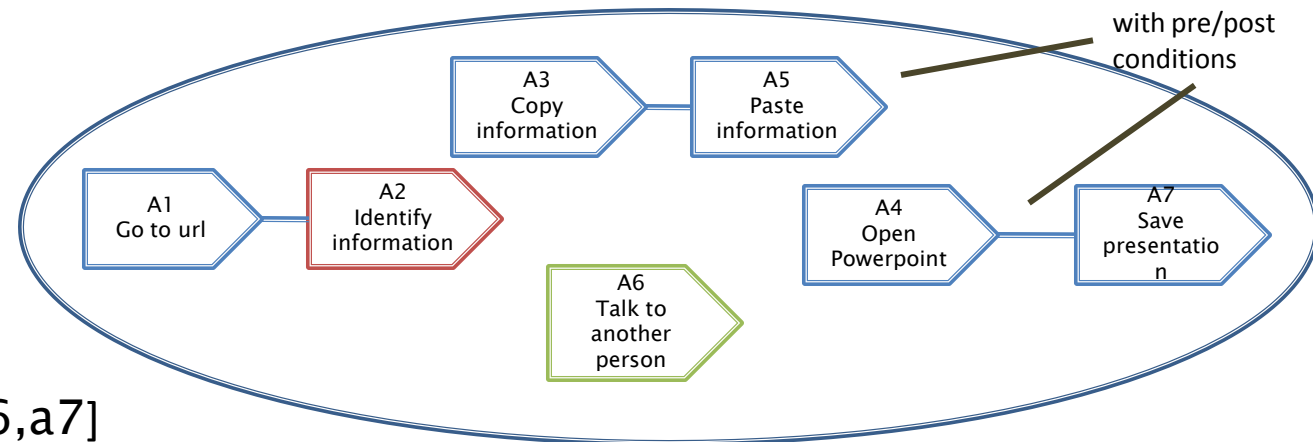 with pre/post
conditions
A3
Copy
information
A5
Paste
information
A1
Go to url
A2
Identify
information
A4
Open
Powerpoint
A7
Save
presentatio
n
A6
Talk to
another
person
,a7]